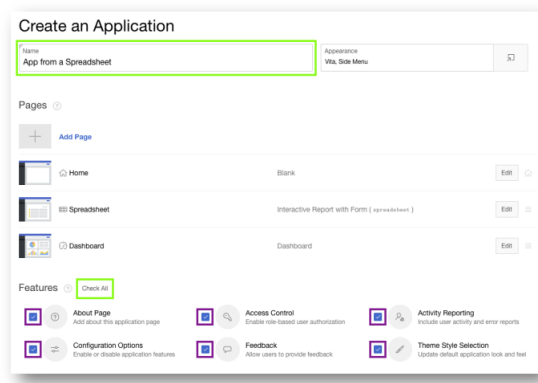 Create an Application
Name
App from a Spreadsheet
Appearance
Vita, Side Menu
Pages
Add Page
Home
Blank
Edit
Spreadsheet
Interactive Report with Form ( spreadsheet )
Edit
Dashboard
Dashboard
Edit
Features
Check All
About Page
Add about this application page
Access Control
Enable role-based user authorization
Activity Reporting
Include user activity and error reports
Configuration Options
Enable or disable application features
Feedback
Allow users to provide feedback
Theme Style Selection
Update default application look and feel